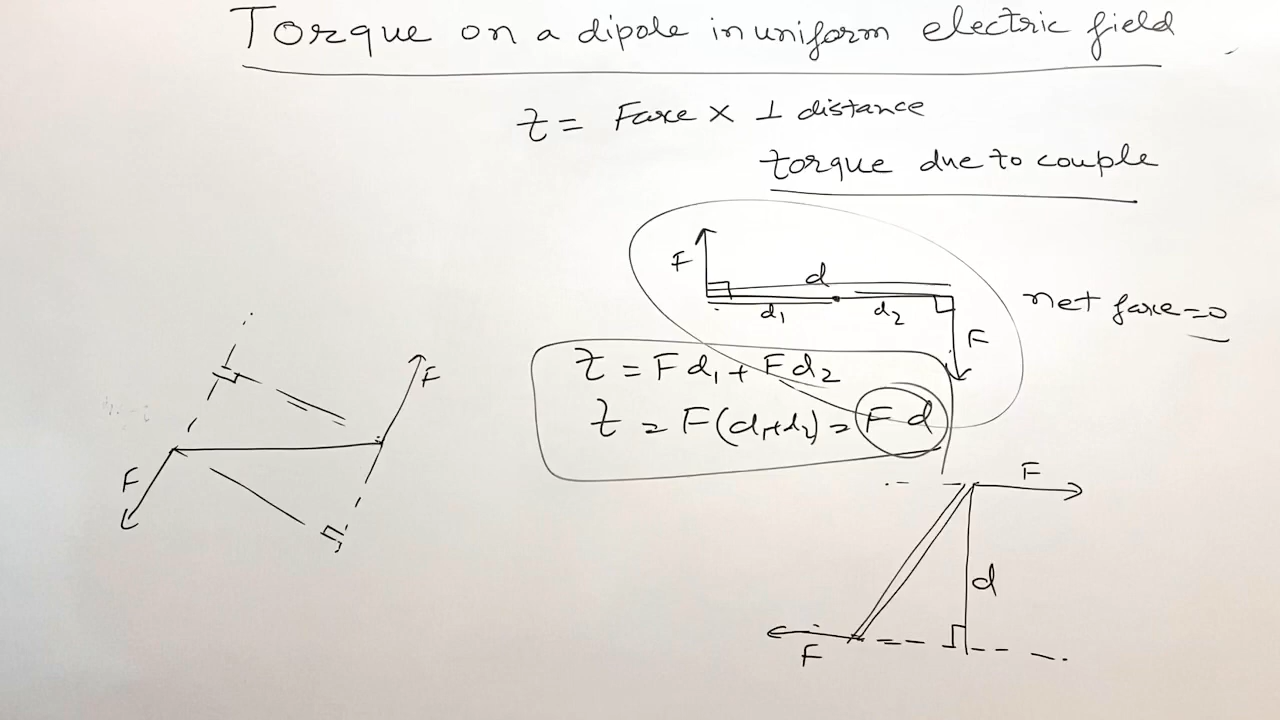 Torque on a dipole in uniform electric field
τ = Force × ⊥ distance
torque due to couple
F
d
d₁
d₂
F
net force = 0
τ = F d₁ + F d₂
τ = F(d₁+d₂) = F d
F
F
F
d
F